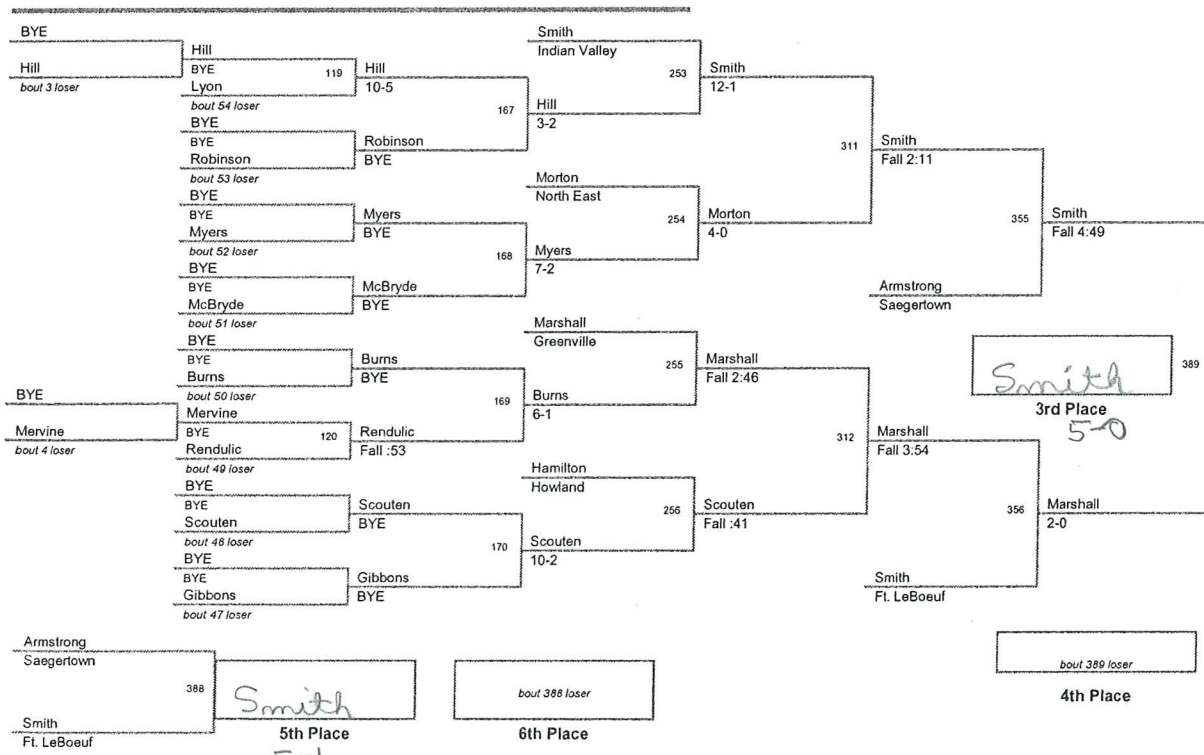 BYE
Hill
bout 3 loser
Hill
BYE
119
Lyon
bout 54 loser
BYE
BYE
Robinson
bout 53 loser
BYE
BYE
Myers
bout 52 loser
BYE
BYE
McBryde
bout 51 loser
BYE
BYE
Burns
bout 50 loser
BYE
Mervine
bout 4 loser
Mervine
BYE
120
Rendulic
bout 49 loser
BYE
BYE
Scouten
bout 48 loser
BYE
BYE
Gibbons
bout 47 loser
Hill
10-5
167
Robinson
BYE
Myers
BYE
168
McBryde
BYE
Burns
BYE
169
Rendulic
Fall :53
Scouten
BYE
170
Gibbons
BYE
Smith
Indian Valley
253
Hill
3-2
Morton
North East
254
Myers
7-2
Marshall
Greenville
255
Burns
6-1
Hamilton
Howland
256
Scouten
10-2
Smith
12-1
311
Morton
4-0
Marshall
Fall 2:46
312
Scouten
Fall :41
Smith
Fall 2:11
355
Armstrong
Saegertown
Marshall
Fall 3:54
356
Smith
Ft. LeBoeuf
Smith
Fall 4:49
389
Smith
3rd Place
5-0
Marshall
2-0
bout 389 loser
4th Place
Armstrong
Saegertown
388
Smith
Ft. LeBoeuf
Smith
5th Place
bout 388 loser
6th Place